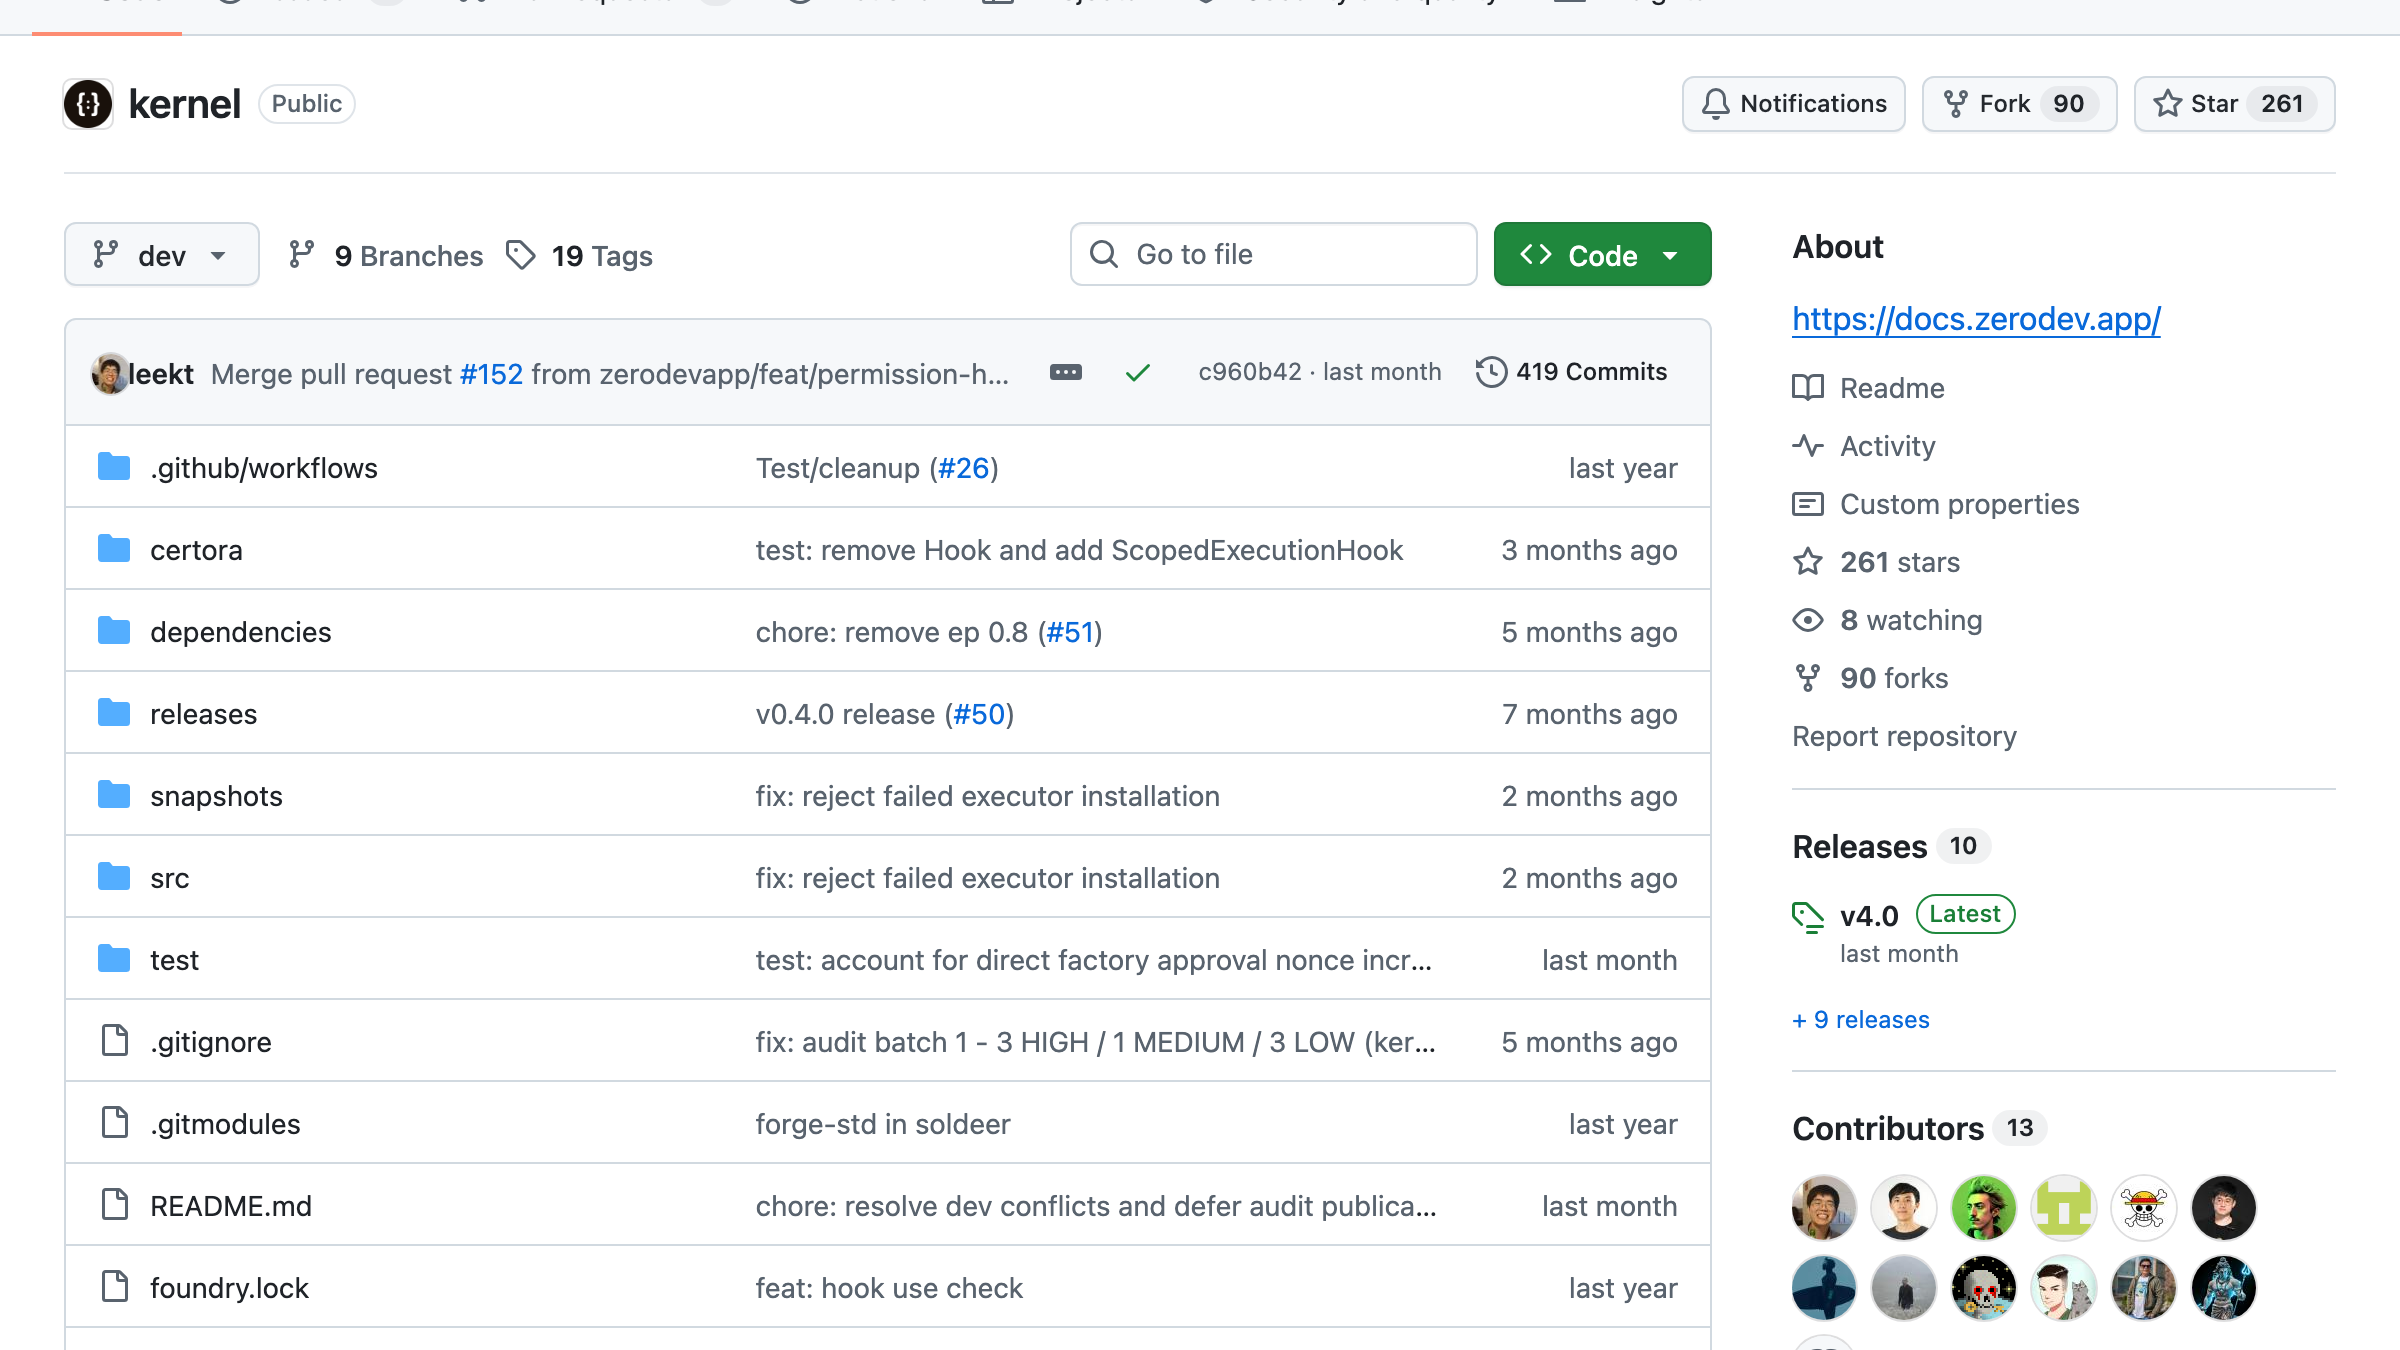 kernel Public
Notifications
Fork 90
Star 261
dev
9 Branches
19 Tags
Go to file
Code
leekt Merge pull request #152 from zerodevapp/feat/permission-h... c960b42 · last month 419 Commits
.github/workflows Test/cleanup (#26) last year
certora test: remove Hook and add ScopedExecutionHook 3 months ago
dependencies chore: remove ep 0.8 (#51) 5 months ago
releases v0.4.0 release (#50) 7 months ago
snapshots fix: reject failed executor installation 2 months ago
src fix: reject failed executor installation 2 months ago
test test: account for direct factory approval nonce incr... last month
.gitignore fix: audit batch 1 - 3 HIGH / 1 MEDIUM / 3 LOW (ker... 5 months ago
.gitmodules forge-std in soldeer last year
README.md chore: resolve dev conflicts and defer audit publica... last month
foundry.lock feat: hook use check last year
About
https://docs.zerodev.app/
Readme
Activity
Custom properties
261 stars
8 watching
90 forks
Report repository
Releases 10
v4.0 Latest
last month
+ 9 releases
Contributors 13